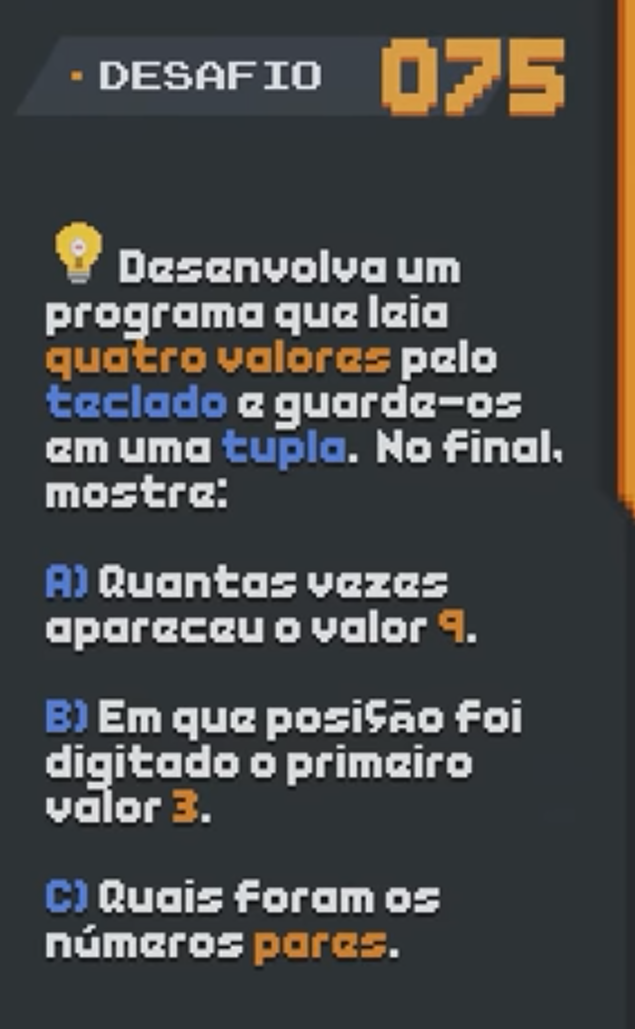 DESAFIO 075
Desenvolva um
programa que leia
quatro valores pelo
teclado e guarde-os
em uma tupla. No final,
mostre:
A) Quantas vezes
apareceu o valor 9.
B) Em que posição foi
digitado o primeiro
valor 3.
C) Quais foram os
números pares.